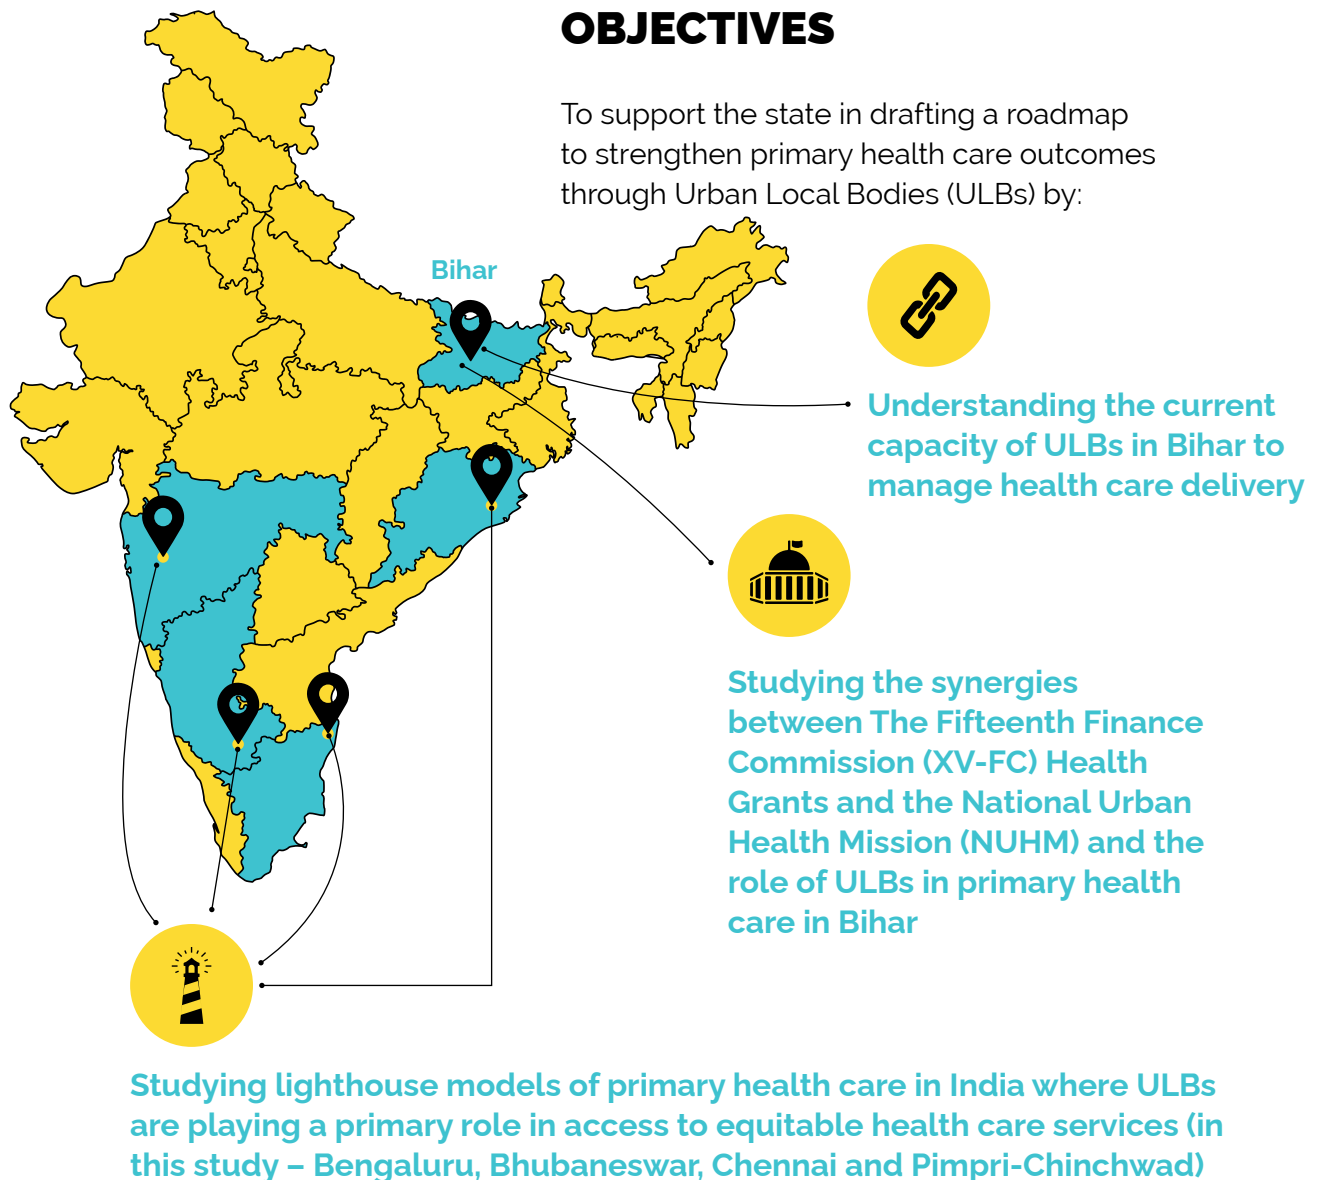 OBJECTIVES
To support the state in drafting a roadmap
to strengthen primary health care outcomes
through Urban Local Bodies (ULBs) by:
Bihar
Understanding the current
capacity of ULBs in Bihar to
manage health care delivery
Studying the synergies
between The Fifteenth Finance
Commission (XV-FC) Health
Grants and the National Urban
Health Mission (NUHM) and the
role of ULBs in primary health
care in Bihar
Studying lighthouse models of primary health care in India where ULBs
are playing a primary role in access to equitable health care services (in
this study – Bengaluru, Bhubaneswar, Chennai and Pimpri-Chinchwad)